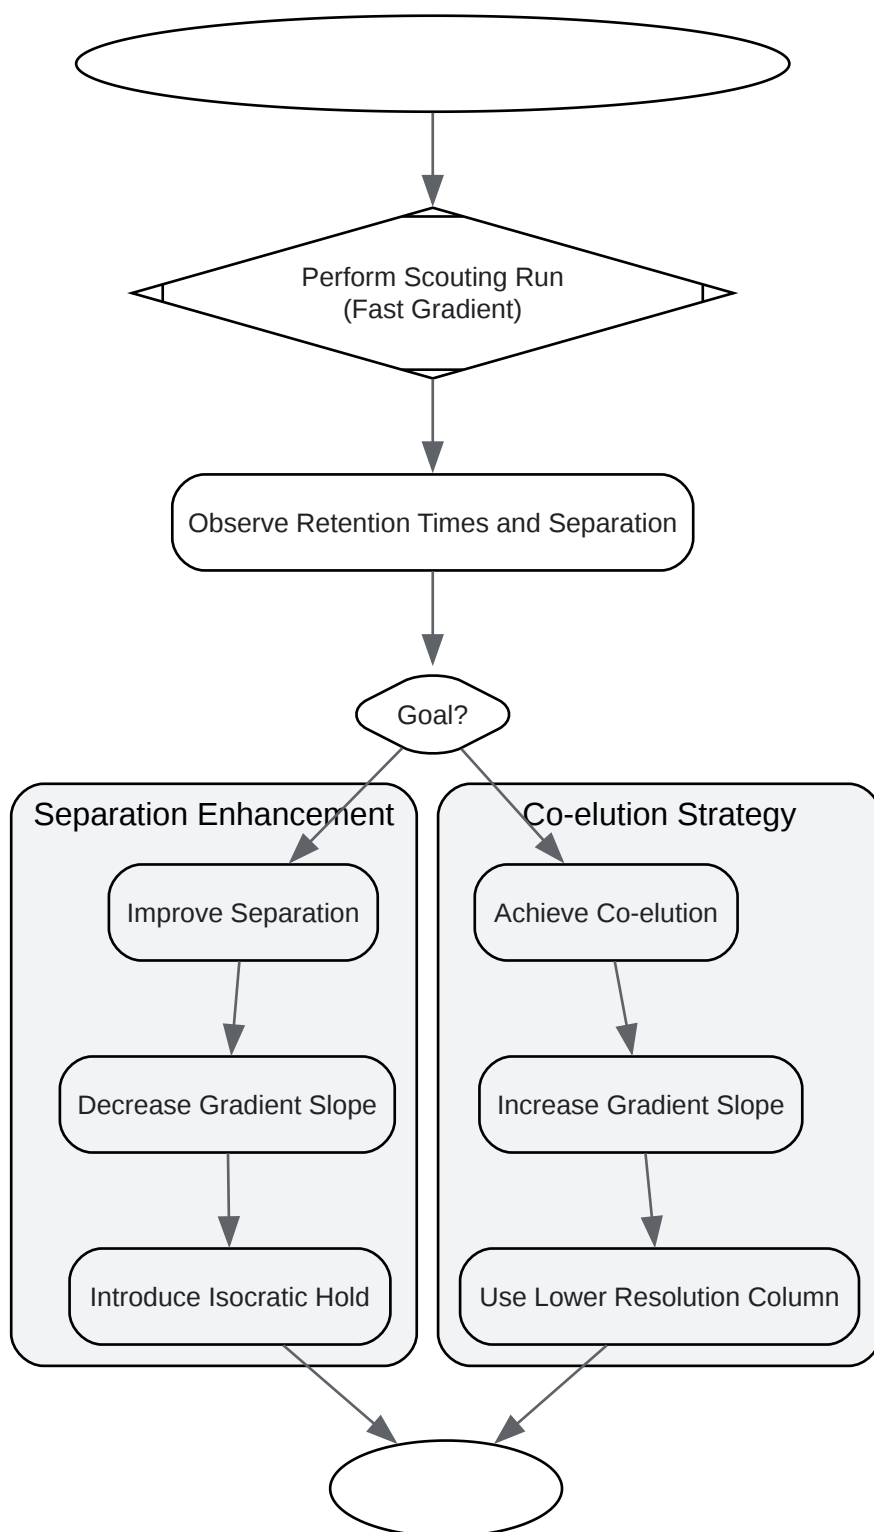 Perform Scouting Run
(Fast Gradient)
Observe Retention Times and Separation
Goal?
Separation Enhancement
Improve Separation
Decrease Gradient Slope
Introduce Isocratic Hold
Co-elution Strategy
Achieve Co-elution
Increase Gradient Slope
Use Lower Resolution Column